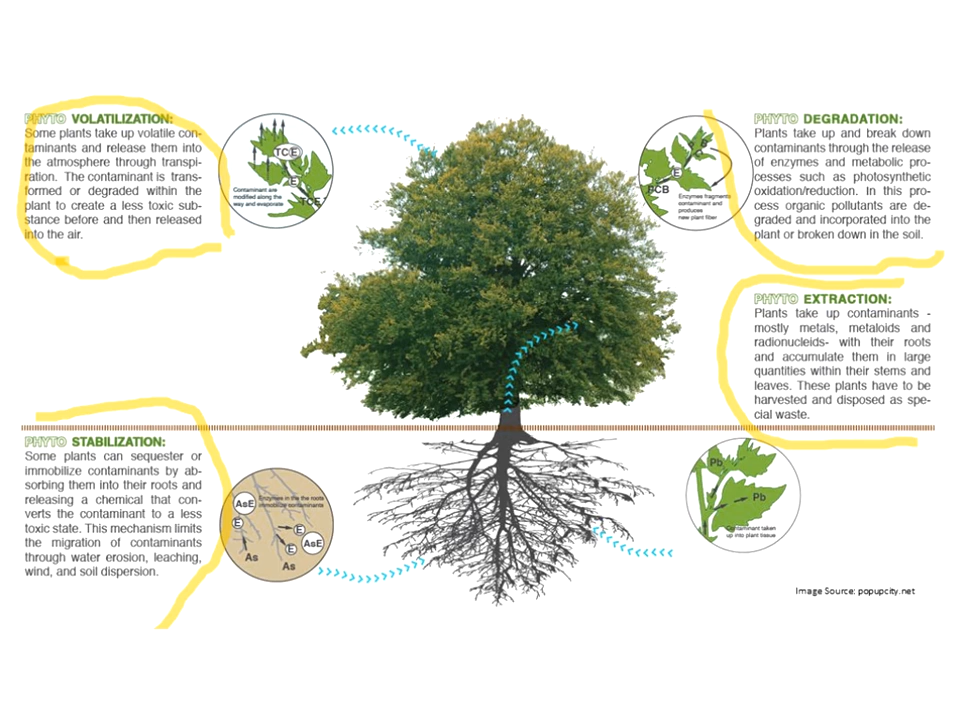 PHYTO VOLATILIZATION:
Some plants take up volatile con-
taminants and release them into
the atmosphere through transpi-
ration. The contaminant is trans-
formed or degraded within the
plant to create a less toxic sub-
stance before and then released
into the air.
TCE
E
TCE
Contaminant are
modified along the
way and evaporate
PHYTO DEGRADATION:
Plants take up and break down
contaminants through the release
of enzymes and metabolic pro-
cesses such as photosynthetic
oxidation/reduction. In this pro-
cess organic pollutants are de-
graded and incorporated into the
plant or broken down in the soil.
E
PCB
Enzymes fragments
contaminant and
produces
new plant fiber
PHYTO EXTRACTION:
Plants take up contaminants -
mostly metals, metaloids and
radionucleids- with their roots
and accumulate them in large
quantities within their stems and
leaves. These plants have to be
harvested and disposed as spe-
cial waste.
PHYTO STABILIZATION:
Some plants can sequester or
immobilize contaminants by ab-
sorbing them into their roots and
releasing a chemical that con-
verts the contaminant to a less
toxic state. This mechanism limits
the migration of contaminants
through water erosion, leaching,
wind, and soil dispersion.
Enzymes in the the roots
immobilize contaminants
AsE
E
E
AsE
E
As
As
Pb
Pb
Contaminant taken
up into plant tissue
Image Source: popupcity.net